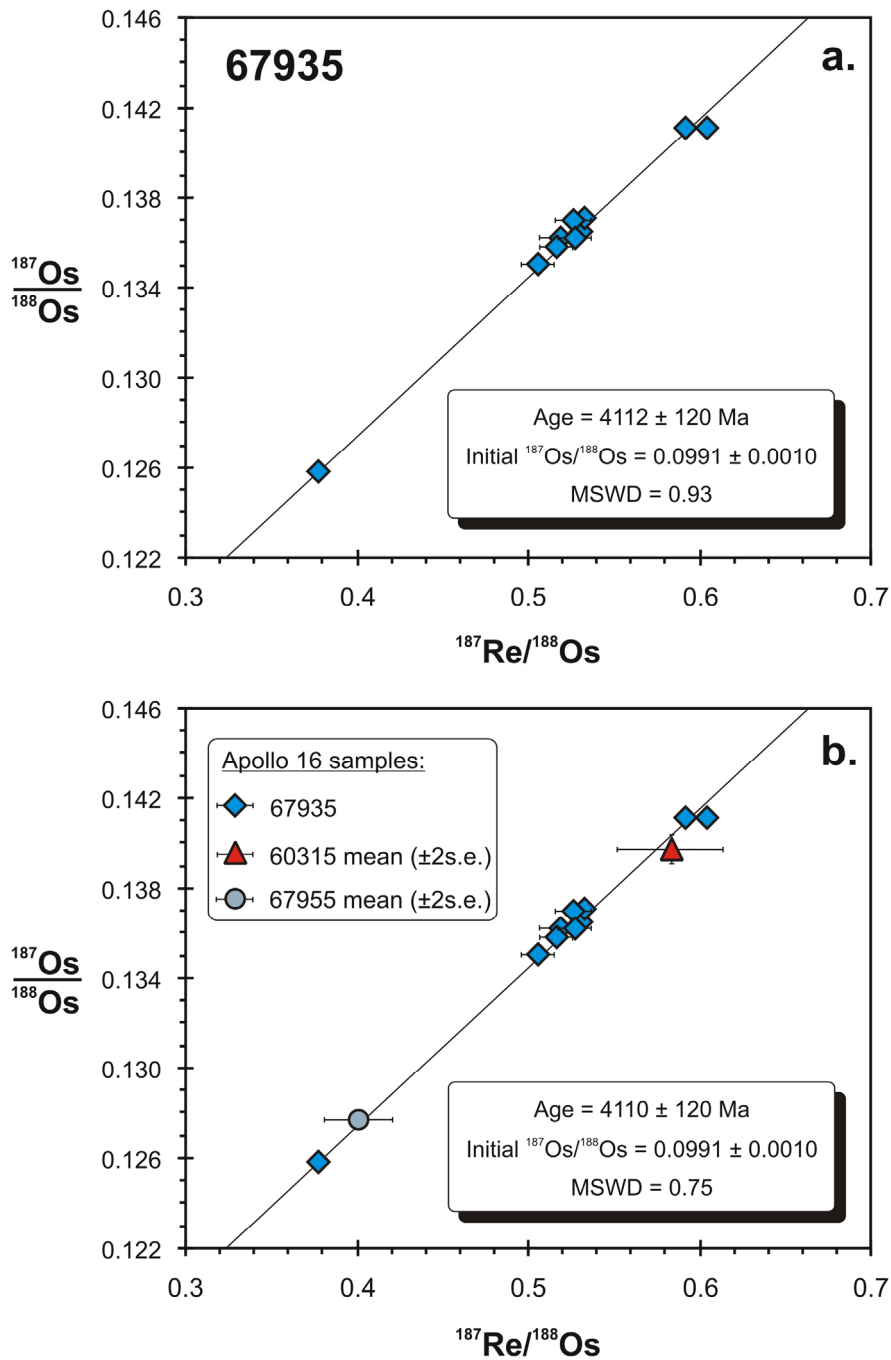 67935
a.
0.146
0.142
0.138
0.134
0.130
0.126
0.122
¹⁸⁷Os
¹⁸⁸Os
Age = 4112 ± 120 Ma
Initial ¹⁸⁷Os/¹⁸⁸Os = 0.0991 ± 0.0010
MSWD = 0.93
0.3 0.4 0.5 0.6 0.7
¹⁸⁷Re/¹⁸⁸Os
b.
0.146
0.142
0.138
0.134
0.130
0.126
0.122
¹⁸⁷Os
¹⁸⁸Os
Apollo 16 samples:
67935
60315 mean (±2s.e.)
67955 mean (±2s.e.)
Age = 4110 ± 120 Ma
Initial ¹⁸⁷Os/¹⁸⁸Os = 0.0991 ± 0.0010
MSWD = 0.75
0.3 0.4 0.5 0.6 0.7
¹⁸⁷Re/¹⁸⁸Os